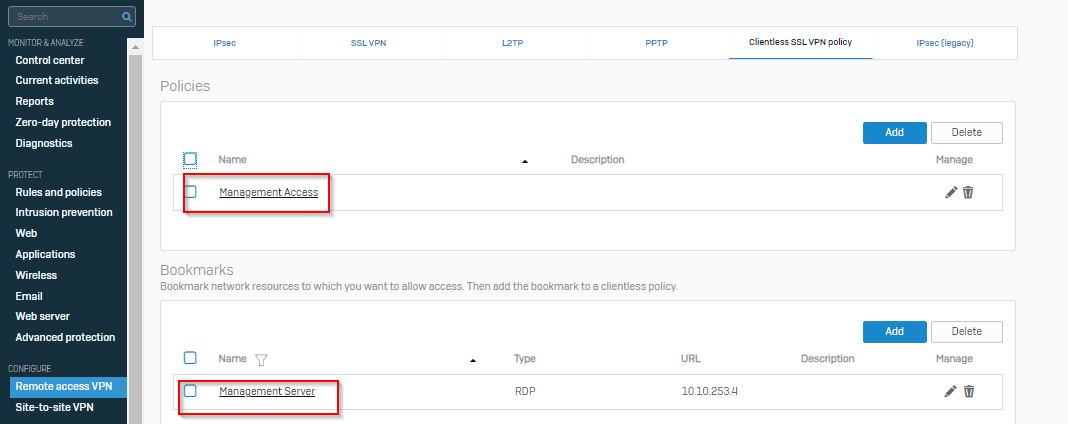 Search
MONITOR & ANALYZE
Control center
Current activities
Reports
Zero-day protection
Diagnostics
PROTECT
Rules and policies
Intrusion prevention
Web
Applications
Wireless
Email
Web server
Advanced protection
CONFIGURE
Remote access VPN
Site-to-site VPN
IPsec SSL VPN L2TP PPTP Clientless SSL VPN policy IPsec (legacy)
Policies
Add Delete
Name Description Manage
Management Access
Bookmarks
Bookmark network resources to which you want to allow access. Then add the bookmark to a clientless policy.
Add Delete
Name Type URL Description Manage
Management Server RDP 10.10.253.4